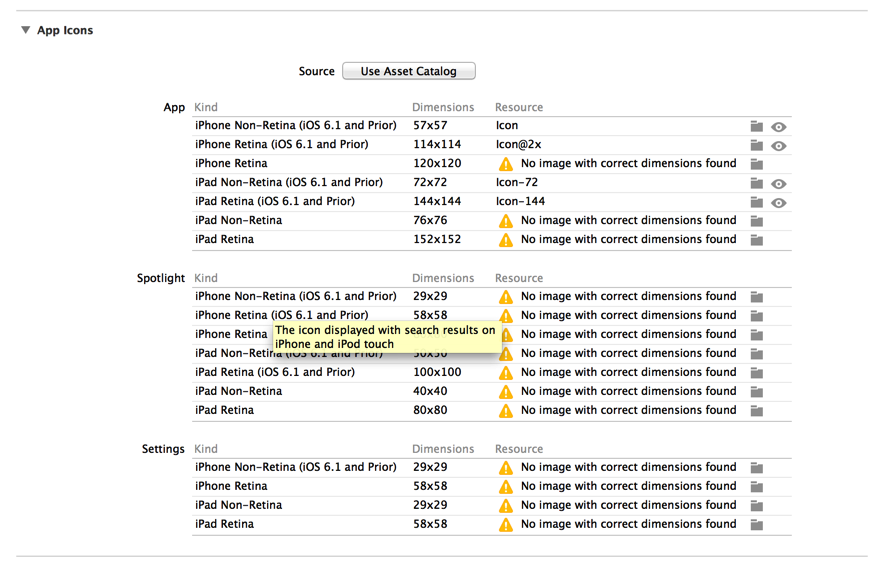 App Icons
Source Use Asset Catalog
App Kind Dimensions Resource
iPhone Non-Retina (iOS 6.1 and Prior) 57x57 Icon
iPhone Retina (iOS 6.1 and Prior) 114x114 Icon@2x
iPhone Retina 120x120 No image with correct dimensions found
iPad Non-Retina (iOS 6.1 and Prior) 72x72 Icon-72
iPad Retina (iOS 6.1 and Prior) 144x144 Icon-144
iPad Non-Retina 76x76 No image with correct dimensions found
iPad Retina 152x152 No image with correct dimensions found
Spotlight Kind Dimensions Resource
iPhone Non-Retina (iOS 6.1 and Prior) 29x29 No image with correct dimensions found
iPhone Retina (iOS 6.1 and Prior) 58x58 No image with correct dimensions found
iPhone Retina No image with correct dimensions found
The icon displayed with search results on
iPhone and iPod touch
iPad Non-Retina (iOS 6.1 and Prior) 50x50 No image with correct dimensions found
iPad Retina (iOS 6.1 and Prior) 100x100 No image with correct dimensions found
iPad Non-Retina 40x40 No image with correct dimensions found
iPad Retina 80x80 No image with correct dimensions found
Settings Kind Dimensions Resource
iPhone Non-Retina (iOS 6.1 and Prior) 29x29 No image with correct dimensions found
iPhone Retina 58x58 No image with correct dimensions found
iPad Non-Retina 29x29 No image with correct dimensions found
iPad Retina 58x58 No image with correct dimensions found